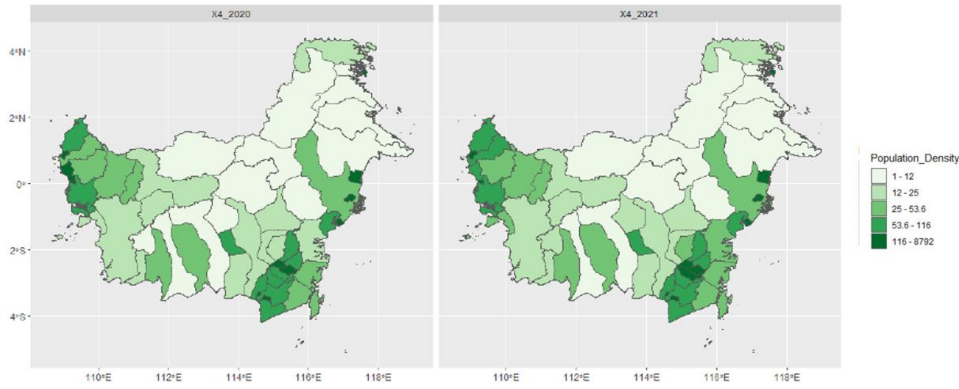 X4_2020
X4_2021
4°N
2°N
0°
2°S
4°S
110°E
112°E
114°E
116°E
118°E
110°E
112°E
114°E
116°E
118°E
Population_Density
1 - 12
12 - 25
25 - 53.6
53.6 - 116
116 - 8792